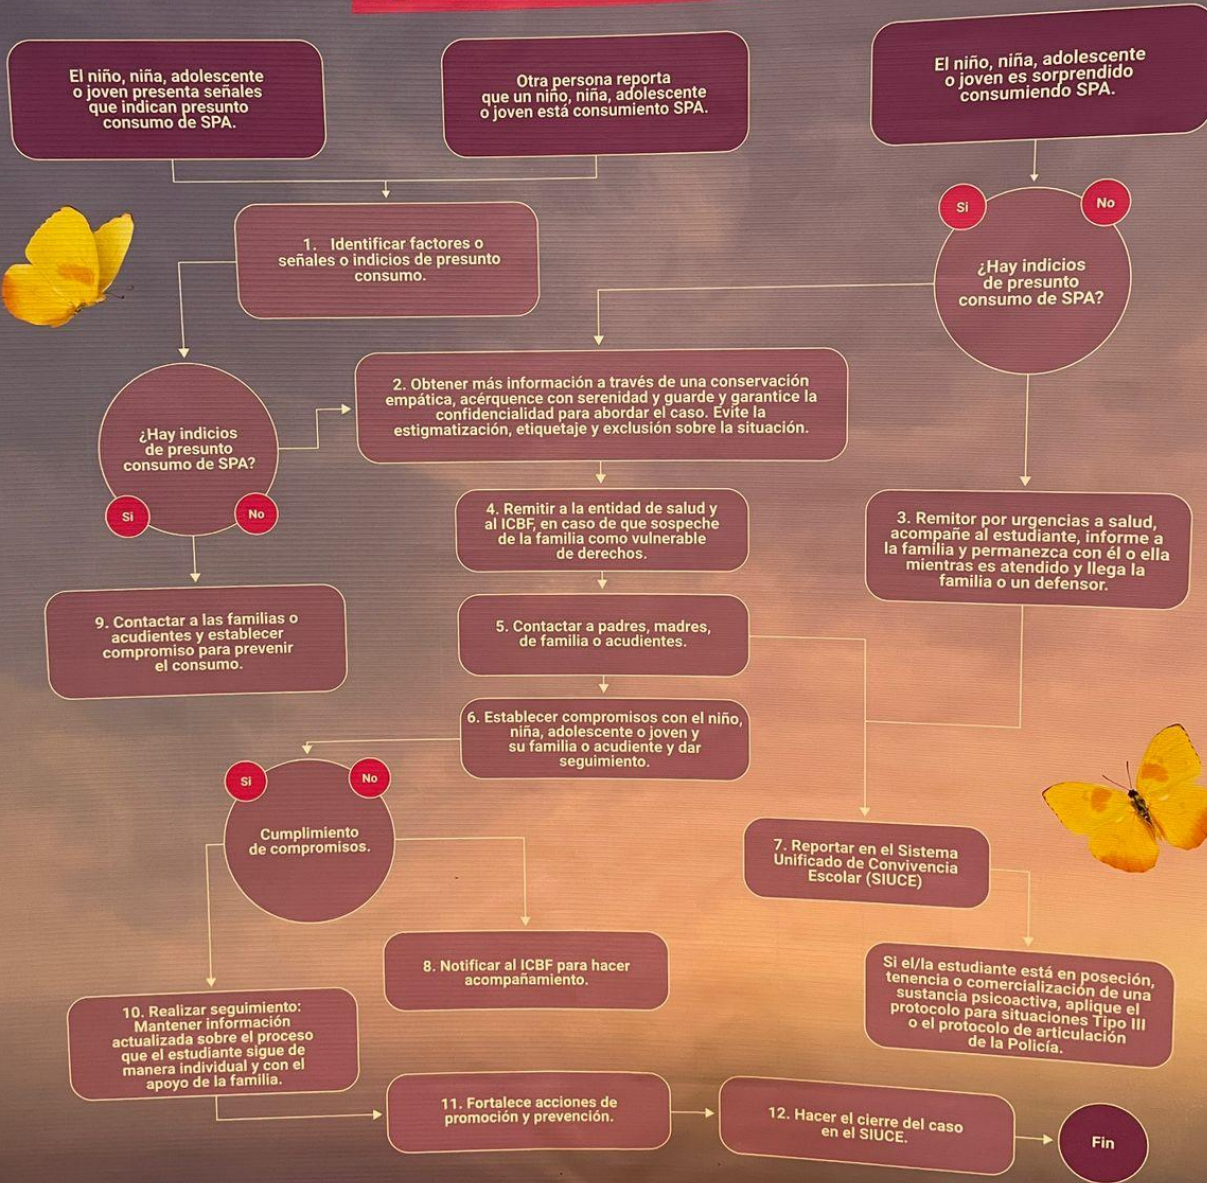 El niño, niña, adolescente
o joven presenta señales
que indican presunto
consumo de SPA.
Otra persona reporta
que un niño, niña, adolescente
o joven está consumiento SPA.
El niño, niña, adolescente
o joven es sorprendido
consumiendo SPA.
1. Identificar factores o
señales o indicios de presunto
consumo.
Si
No
¿Hay indicios
de presunto
consumo de SPA?
2. Obtener más información a través de una conservación
empática, acérquence con serenidad y guarde y garantice la
confidencialidad para abordar el caso. Evite la
estigmatización, etiquetaje y exclusión sobre la situación.
¿Hay indicios
de presunto
consumo de SPA?
Si
No
4. Remitir a la entidad de salud y
al ICBF, en caso de que sospeche
de la familia como vulnerable
de derechos.
3. Remitor por urgencias a salud,
acompañe al estudiante, informe a
la familia y permanezca con él o ella
mientras es atendido y llega la
familia o un defensor.
9. Contactar a las familias o
acudientes y establecer
compromiso para prevenir
el consumo.
5. Contactar a padres, madres,
de familia o acudientes.
6. Establecer compromisos con el niño,
niña, adolescente o joven y
su familia o acudiente y dar
seguimiento.
Si
No
Cumplimiento
de compromisos.
7. Reportar en el Sistema
Unificado de Convivencia
Escolar (SIUCE)
8. Notificar al ICBF para hacer
acompañamiento.
Si el/la estudiante está en poseción,
tenencia o comercialización de una
sustancia psicoactiva, aplique el
protocolo para situaciones Tipo III
o el protocolo de articulación
de la Policía.
10. Realizar seguimiento:
Mantener información
actualizada sobre el proceso
que el estudiante sigue de
manera individual y con el
apoyo de la familia.
11. Fortalece acciones de
promoción y prevención.
12. Hacer el cierre del caso
en el SIUCE.
Fin